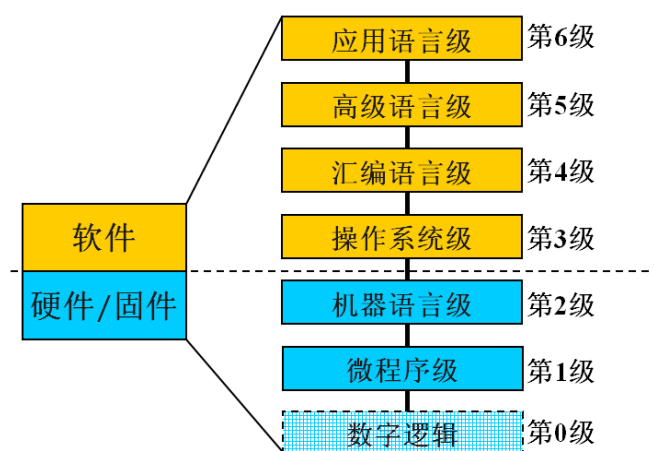 应用语言级 第6级
高级语言级 第5级
汇编语言级 第4级
软件
操作系统级 第3级
硬件/固件
机器语言级 第2级
微程序级 第1级
数字逻辑 第0级